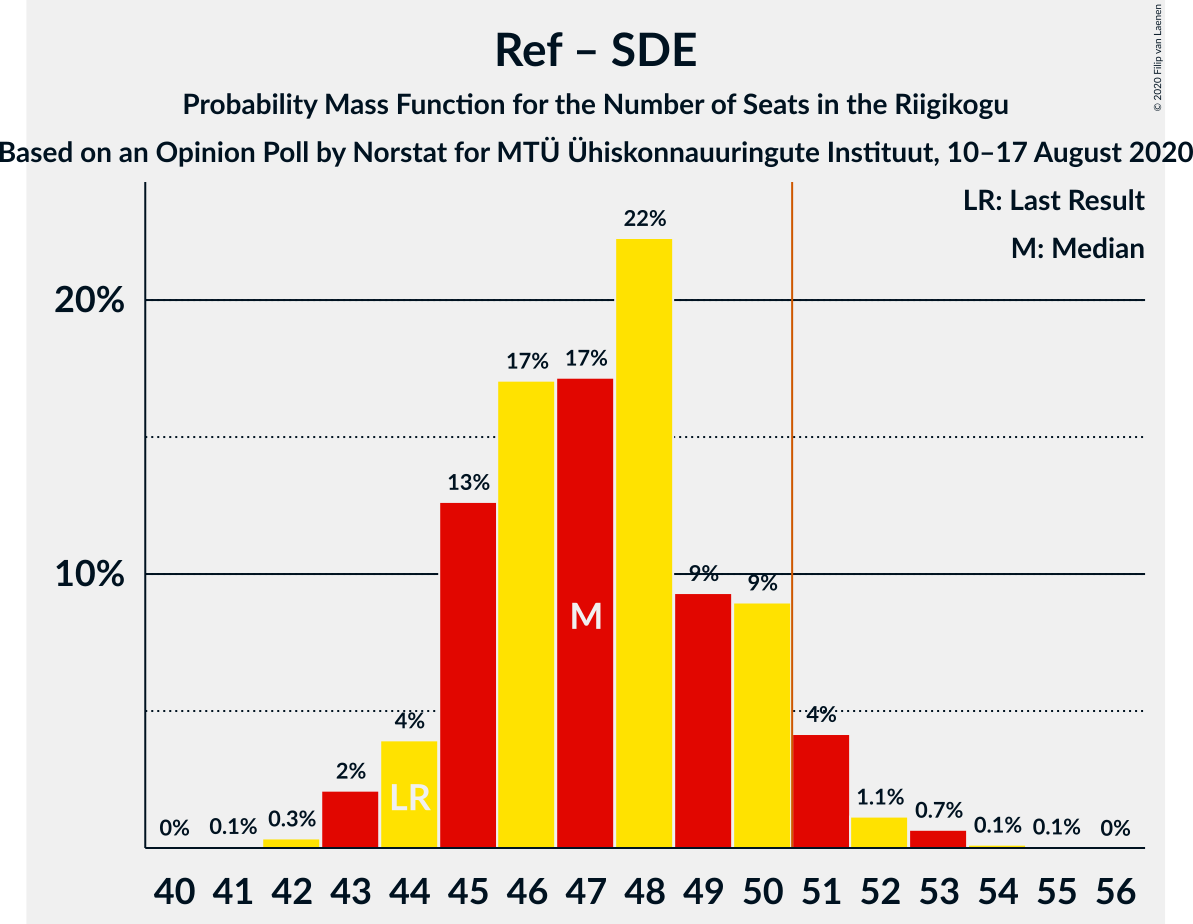 Ref – SDE
Probability Mass Function for the Number of Seats in the Riigikogu
Based on an Opinion Poll by Norstat for MTÜ Ühiskonnauuringute Instituut, 10–17 August 2020
© 2020 Filip van Laenen
LR: Last Result
M: Median
20%
10%
0% 0.1% 0.3% 2% 4% 13% 17% 17% 22% 9% 9% 4% 1.1% 0.7% 0.1% 0.1% 0%
LR M
40 41 42 43 44 45 46 47 48 49 50 51 52 53 54 55 56